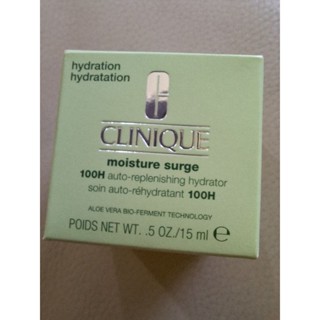 hydration
hydratation
CLINIQUE
moisture surge
100H auto-replenishing hydrator
soin auto-réhydratant 100H
ALOE VERA BIO-FERMENT TECHNOLOGY
POIDS NET WT. .5 OZ./15 ml ℮